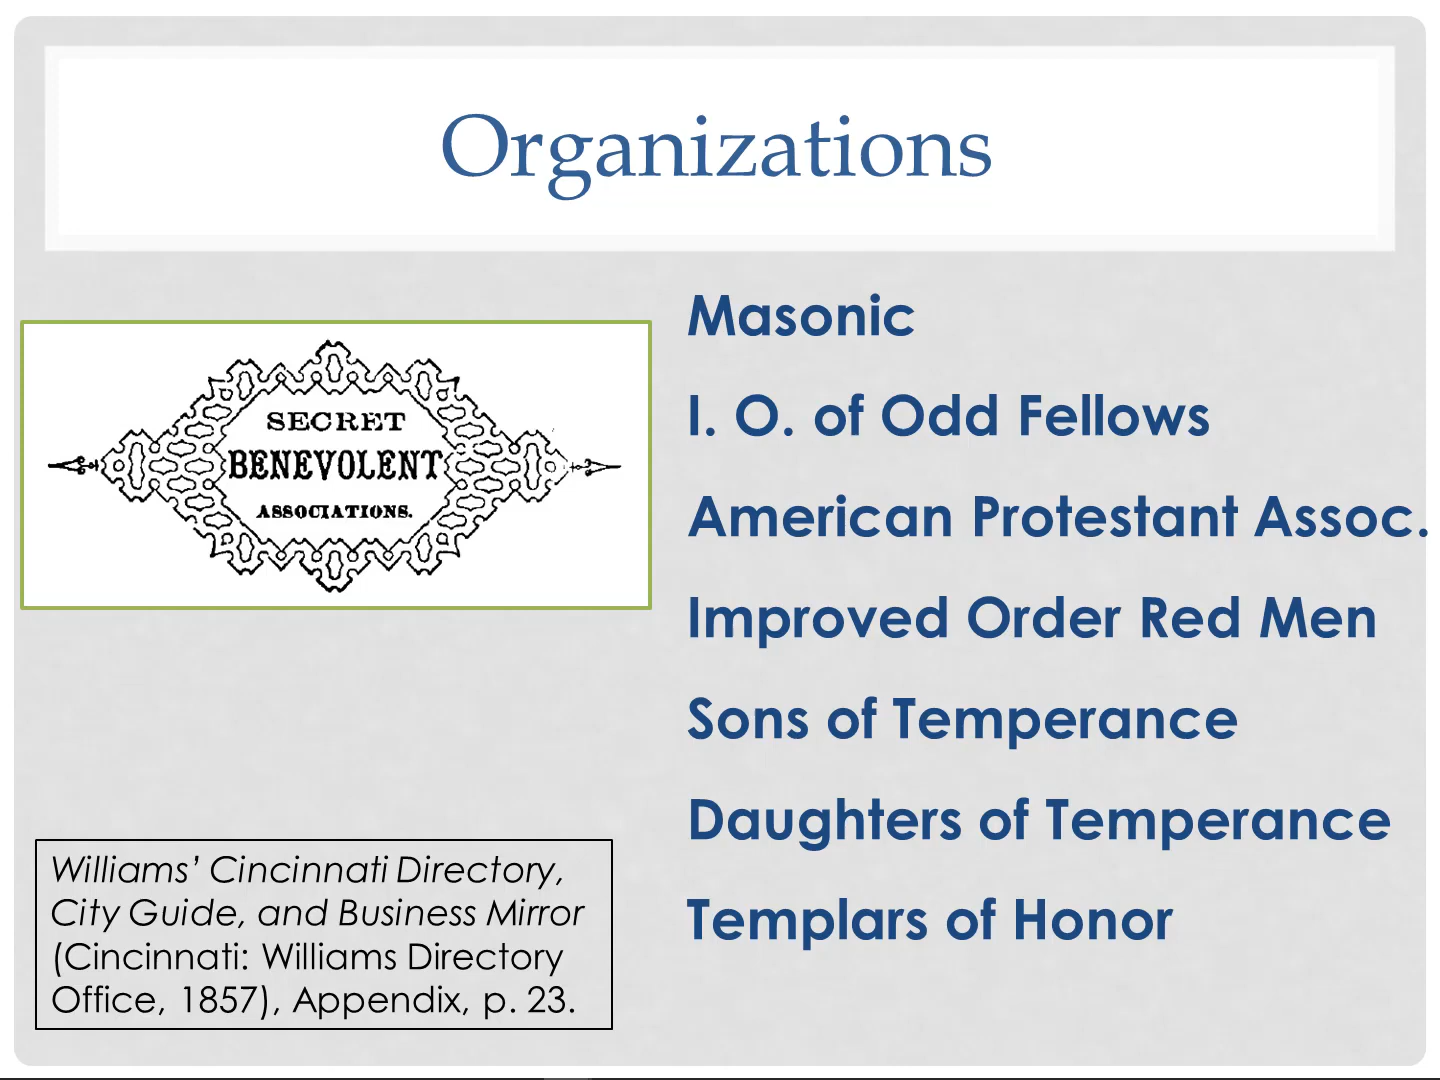 Organizations
SECRET
BENEVOLENT
ASSOCIATIONS.
Masonic
I. O. of Odd Fellows
American Protestant Assoc.
Improved Order Red Men
Sons of Temperance
Daughters of Temperance
Templars of Honor
Williams’ Cincinnati Directory,
City Guide, and Business Mirror
(Cincinnati: Williams Directory
Office, 1857), Appendix, p. 23.